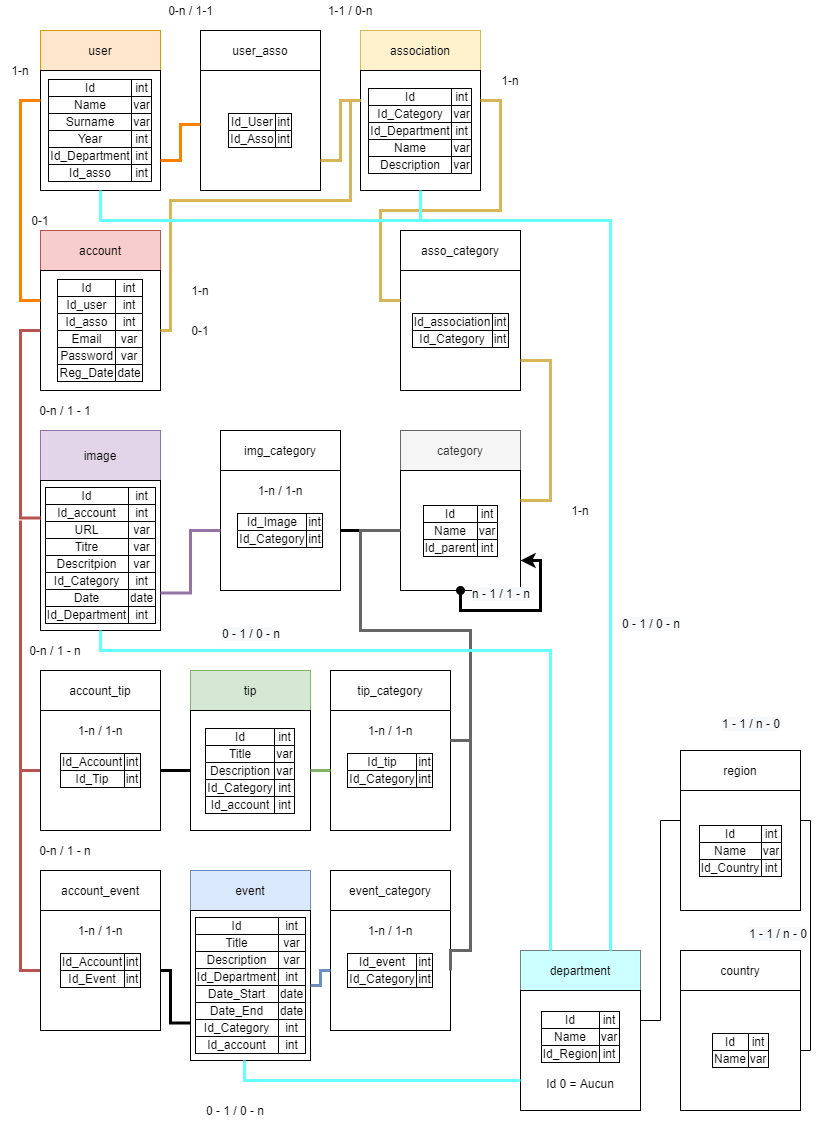 0-n / 1-1
1-1 / 0-n
user
user_asso
association
1-n
1-n
Id int
Name var
Surname var
Year int
Id_Department int
Id_asso int
Id_User int
Id_Asso int
Id int
Id_Category var
Id_Department int
Name var
Description var
0-1
account
asso_category
Id int
Id_user int
Id_asso int
Email var
Password var
Reg_Date date
1-n
0-1
Id_association int
Id_Category int
0-n / 1 - 1
image
img_category
category
1-n / 1-n
Id int
Id_account int
URL var
Titre var
Descritpion var
Id_Category int
Date date
Id_Department int
Id_Image int
Id_Category int
Id int
Name var
Id_parent int
1-n
n - 1 / 1 - n
0 - 1 / 0 - n
0 - 1 / 0 - n
0-n / 1 - n
account_tip
tip
tip_category
1-n / 1-n
1-n / 1-n
Id_Account int
Id_Tip int
Id int
Title var
Description var
Id_Category int
Id_account int
Id_tip int
Id_Category int
1 - 1 / n - 0
region
Id int
Name var
Id_Country int
0-n / 1 - n
account_event
event
event_category
1-n / 1-n
1-n / 1-n
Id_Account int
Id_Event int
Id int
Title var
Description var
Id_Department int
Date_Start date
Date_End date
Id_Category int
Id_account int
Id_event int
Id_Category int
1 - 1 / n - 0
department
country
Id int
Name var
Id_Region int
Id 0 = Aucun
Id int
Name var
0 - 1 / 0 - n